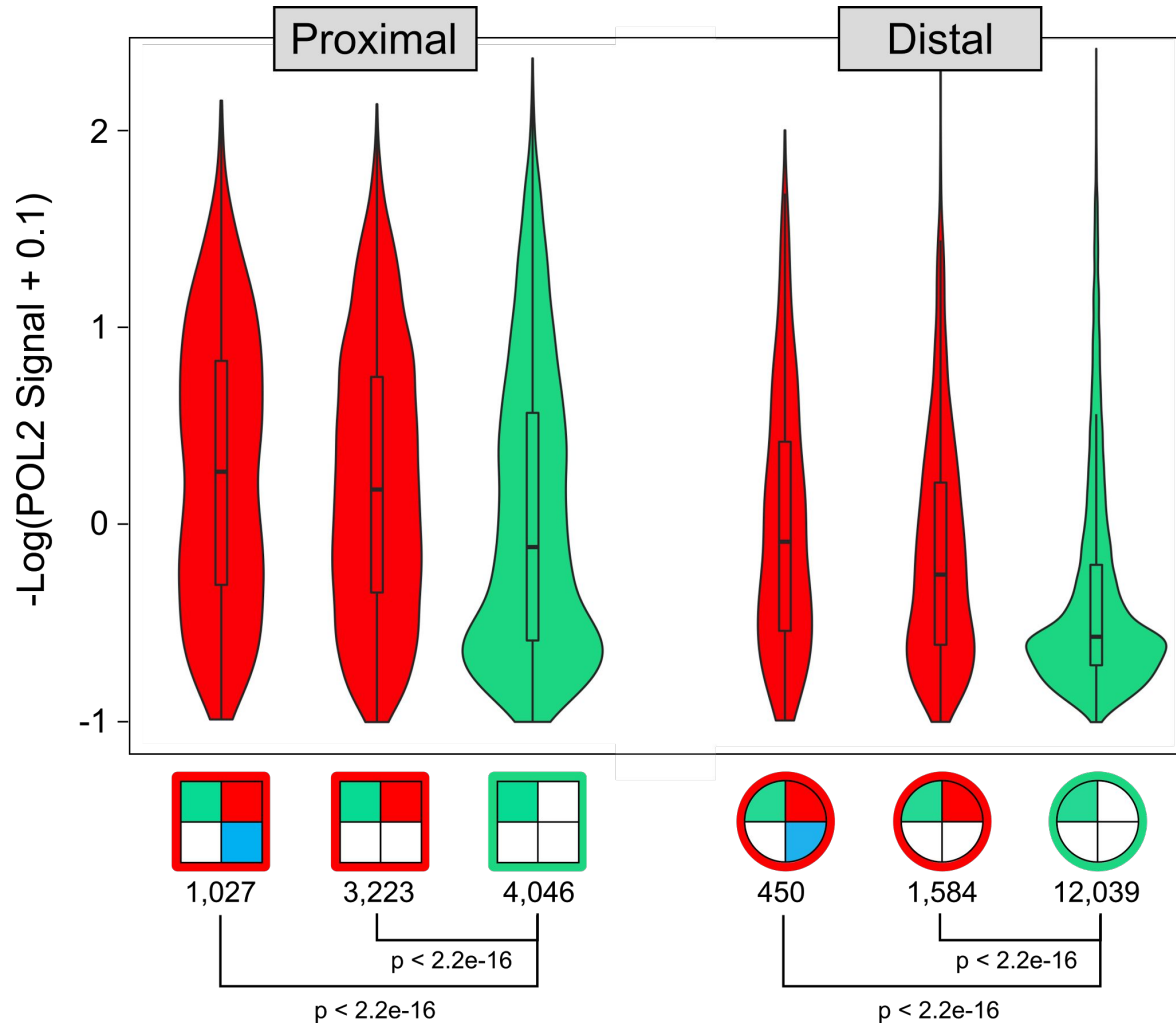 Proximal
Distal
-Log(POL2 Signal + 0.1)
2
1
0
-1
1,027
3,223
4,046
450
1,584
12,039
p < 2.2e-16
p < 2.2e-16
p < 2.2e-16
p < 2.2e-16